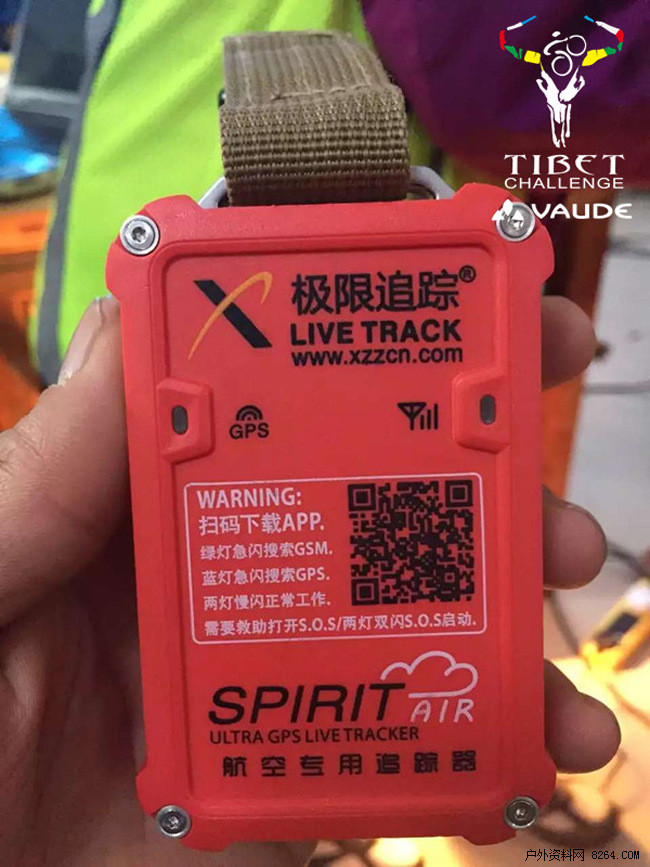 TIBET
CHALLENGE
VAUDE
X 极限追踪®
LIVE TRACK
www.xzzcn.com
GPS
WARNING:
扫码下载APP.
绿灯急闪搜索GSM.
蓝灯急闪搜索GPS.
两灯慢闪正常工作.
需要救助打开S.O.S/两灯双闪S.O.S启动.
SPIRIT AIR
ULTRA GPS LIVE TRACKER
航空专用追踪器
户外资料网 8264.COM